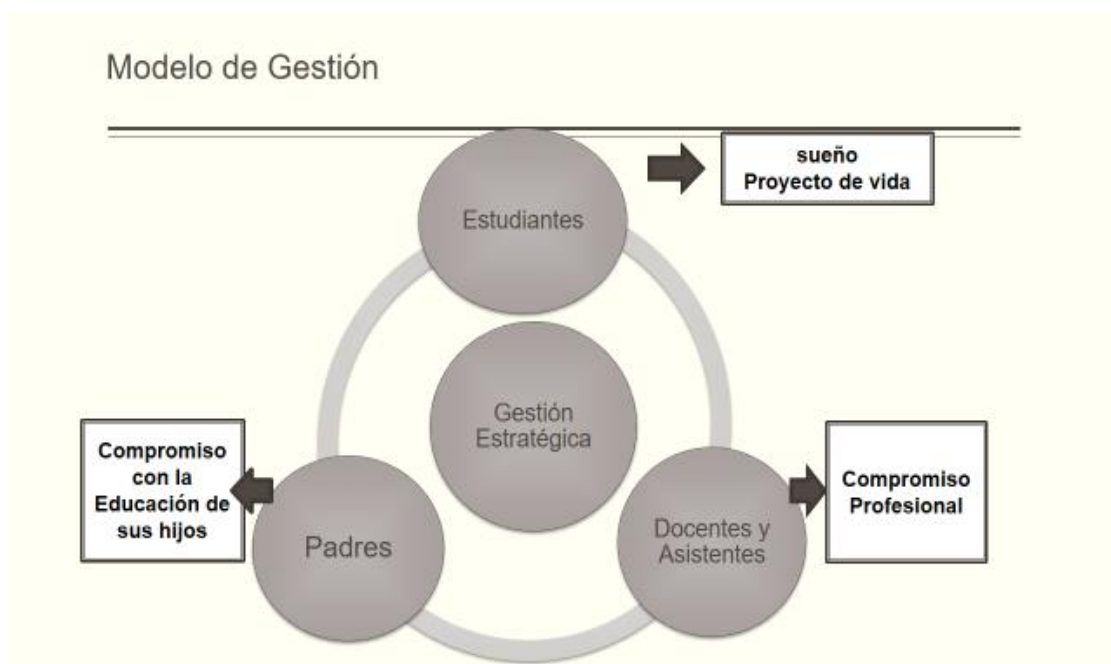 Modelo de Gestión
sueño
Proyecto de vida
Estudiantes
Gestión
Estratégica
Compromiso
con la
Educación de
sus hijos
Padres
Docentes y
Asistentes
Compromiso
Profesional